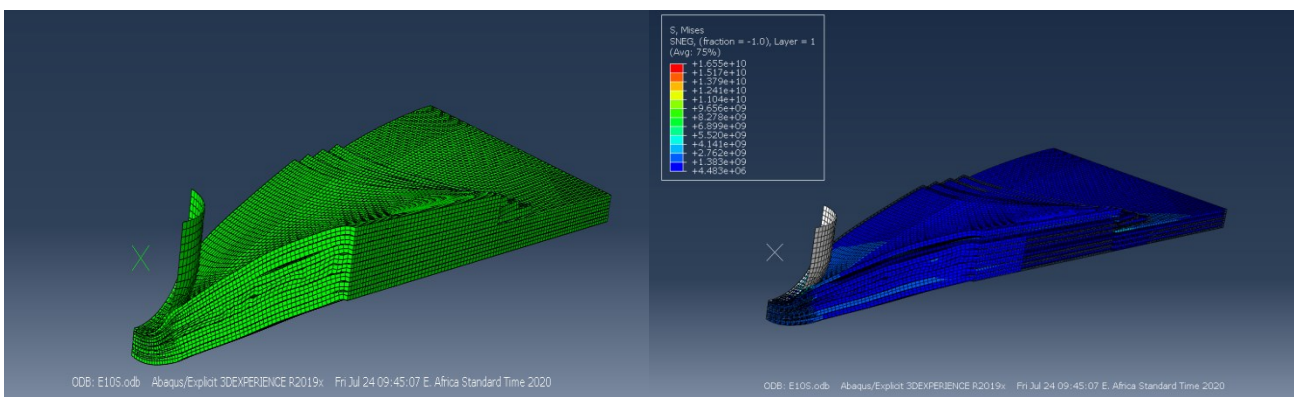 S, Mises
SNEG, (fraction = -1.0), Layer = 1
(Avg: 75%)
+1.655e+10
+1.517e+10
+1.379e+10
+1.241e+10
+1.104e+10
+9.656e+09
+8.278e+09
+6.899e+09
+5.520e+09
+4.141e+09
+2.762e+09
+1.383e+09
+4.483e+06
ODB: E10S.odb Abaqus/Explicit 3DEXPERIENCE R2019x Fri Jul 24 09:45:07 E. Africa Standard Time 2020
ODB: E10S.odb Abaqus/Explicit 3DEXPERIENCE R2019x Fri Jul 24 09:45:07 E. Africa Standard Time 2020